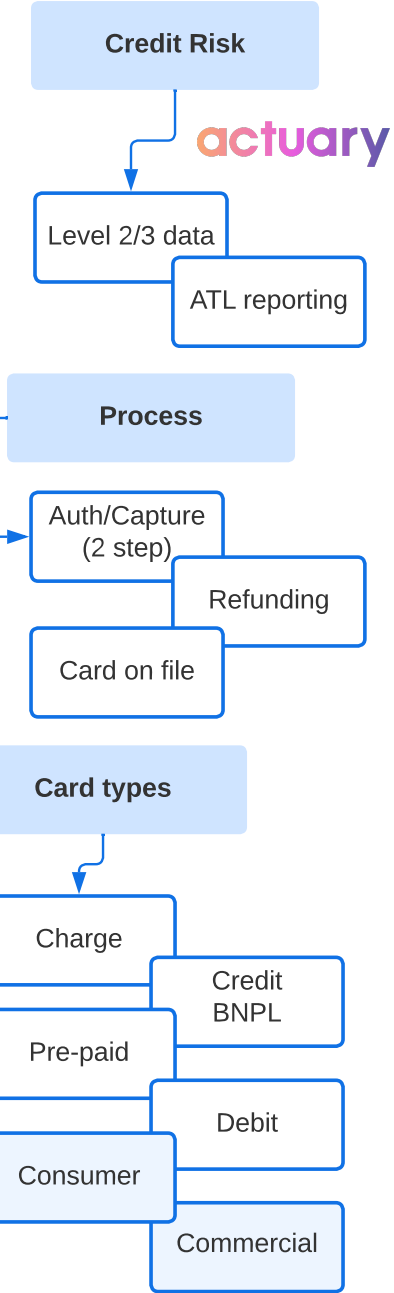 Credit Risk
actuary
Level 2/3 data
ATL reporting
Process
Auth/Capture
(2 step)
Refunding
Card on file
Card types
Charge
Credit
BNPL
Pre-paid
Debit
Consumer
Commercial